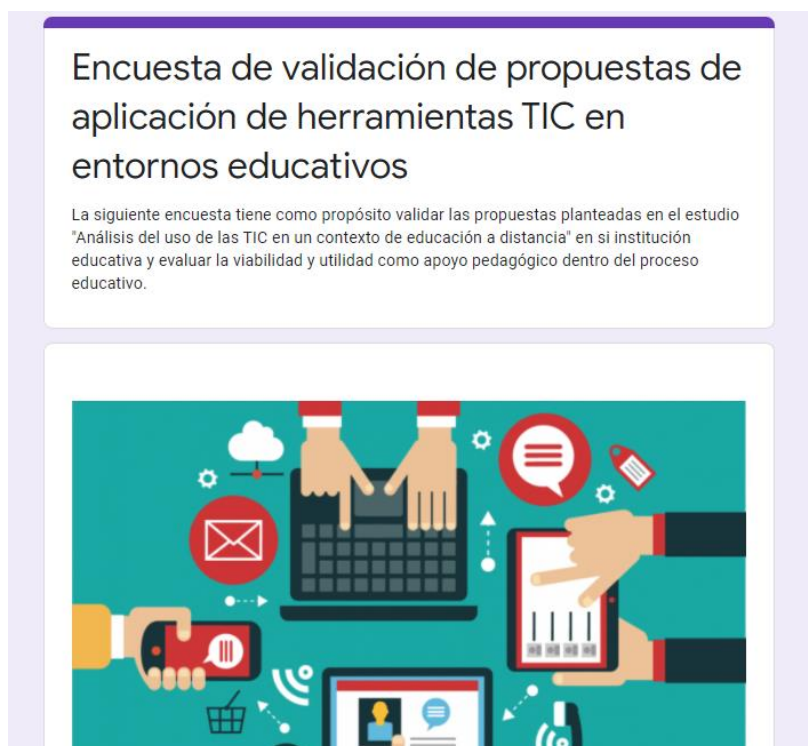 Encuesta de validación de propuestas de
aplicación de herramientas TIC en
entornos educativos
La siguiente encuesta tiene como propósito validar las propuestas planteadas en el estudio
"Análisis del uso de las TIC en un contexto de educación a distancia" en si institución
educativa y evaluar la viabilidad y utilidad como apoyo pedagógico dentro del proceso
educativo.